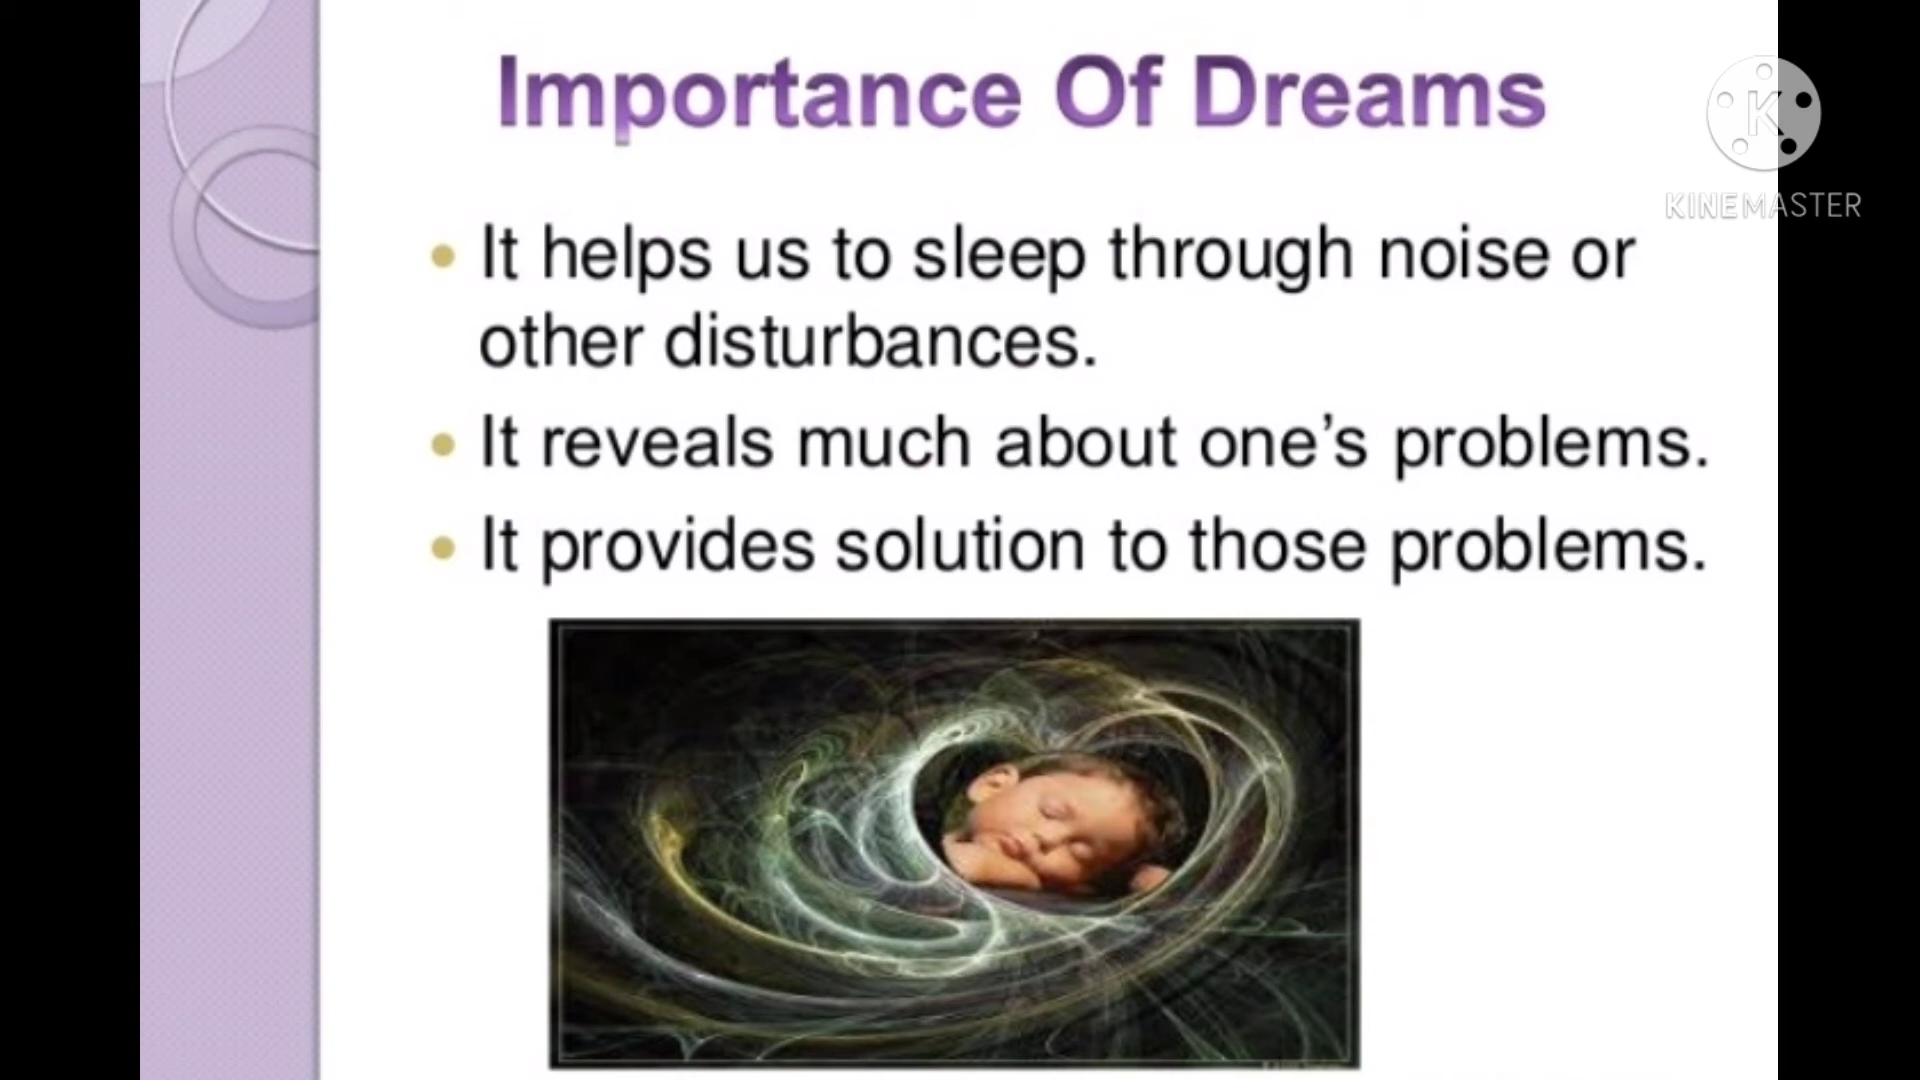 Importance Of Dreams
K
KINEMASTER
• It helps us to sleep through noise or
other disturbances.
• It reveals much about one’s problems.
• It provides solution to those problems.